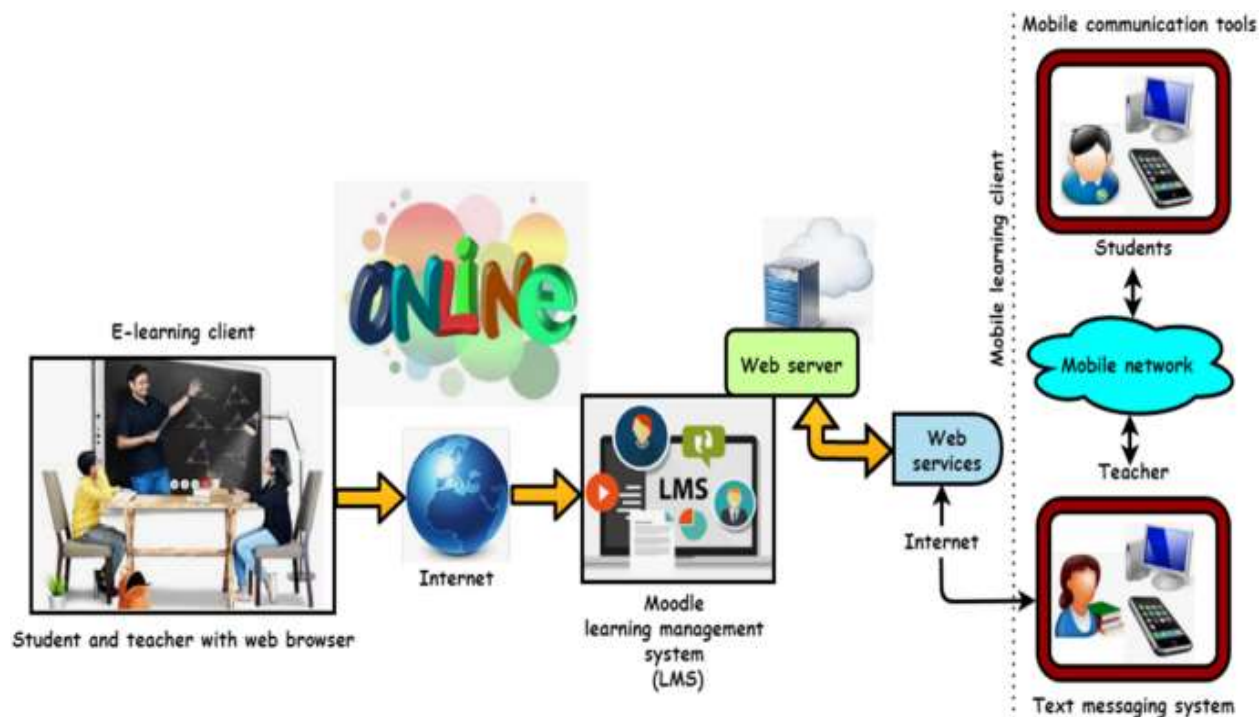 Mobile communication tools
Students
Mobile learning client
Mobile network
Teacher
Text messaging system
ONLiNe
E-learning client
Student and teacher with web browser
Internet
LMS
Moodle
learning management
system
(LMS)
Web server
Web
services
Internet